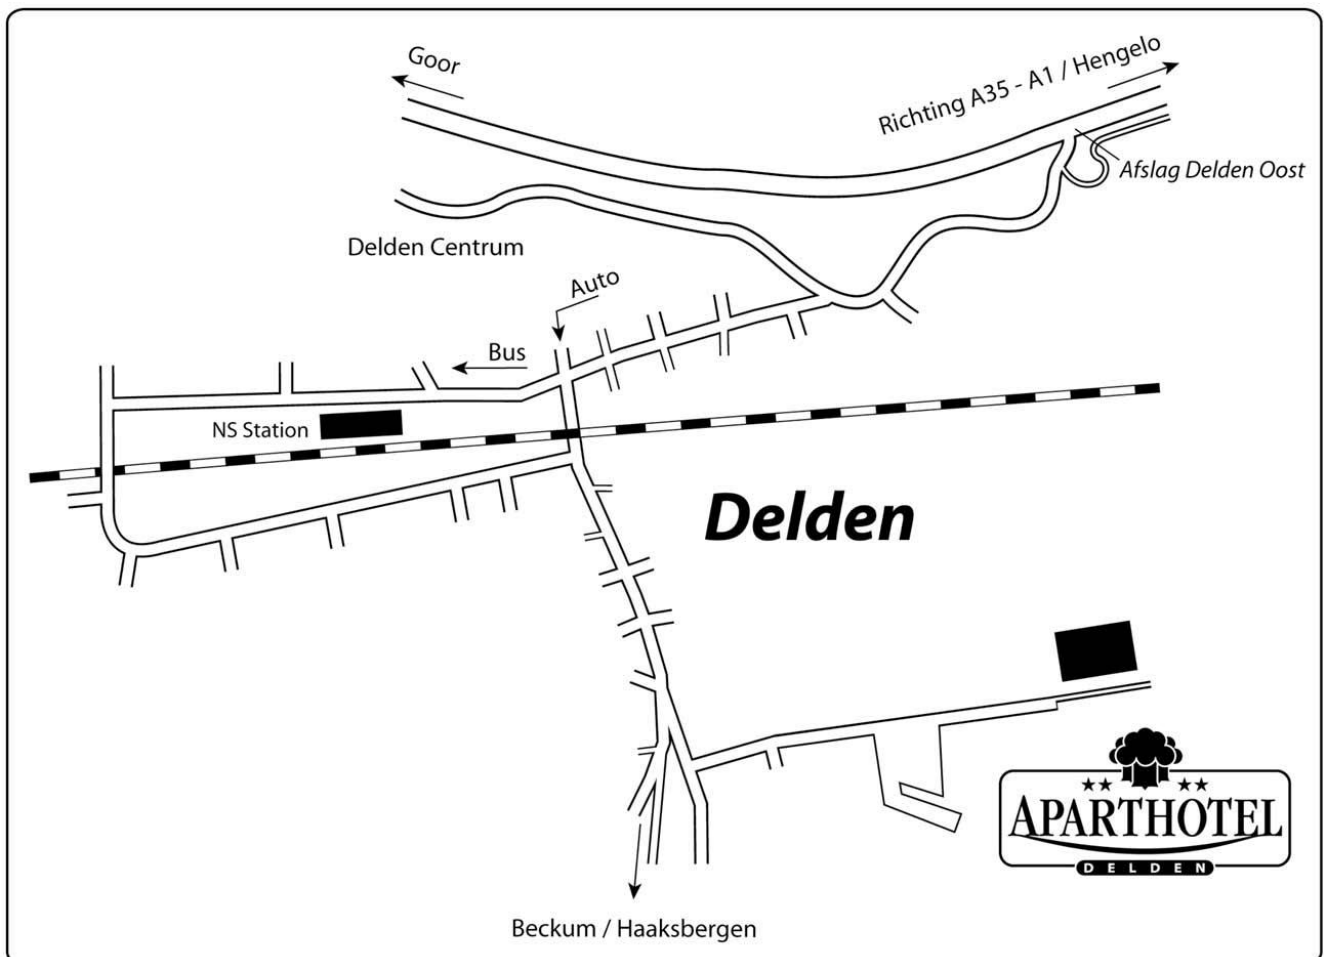 Goor
Richting A35 - A1 / Hengelo
Afslag Delden Oost
Delden Centrum
Auto
Bus
NS Station
Delden
APARTHOTEL
DELDEN
Beckum / Haaksbergen